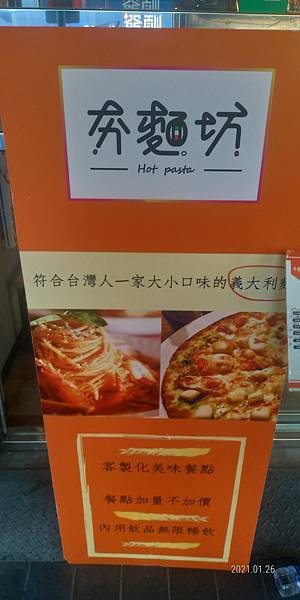 夯麵坊
Hot pasta
符合台灣人一家大小口味的義大利麵
客製化美味餐點
餐點加量不加價
內用飲品無限暢飲
2021.01.26